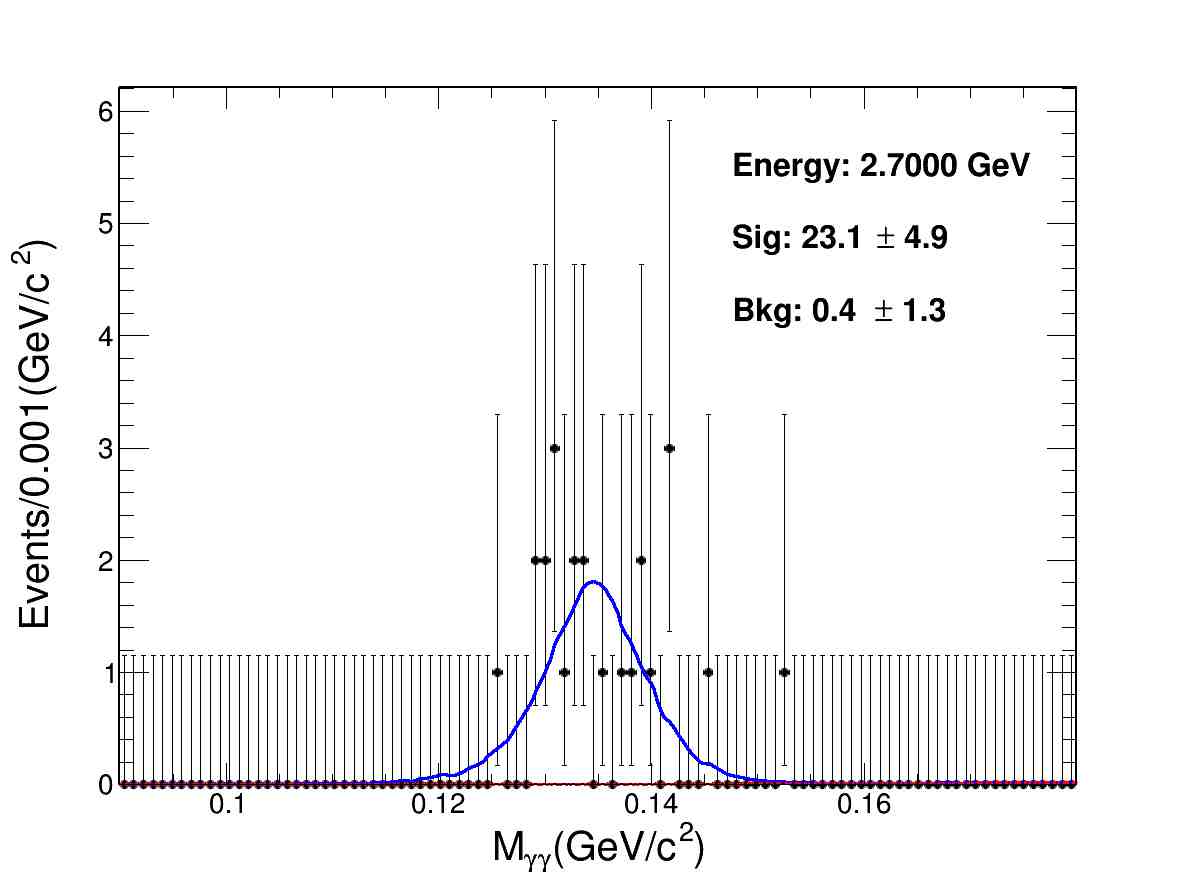 Energy: 2.7000 GeV
Sig: 23.1 ± 4.9
Bkg: 0.4 ± 1.3
6
5
4
3
2
1
0
0.1 0.12 0.14 0.16
Events/0.001(GeV/c²)
Mγγ(GeV/c²)